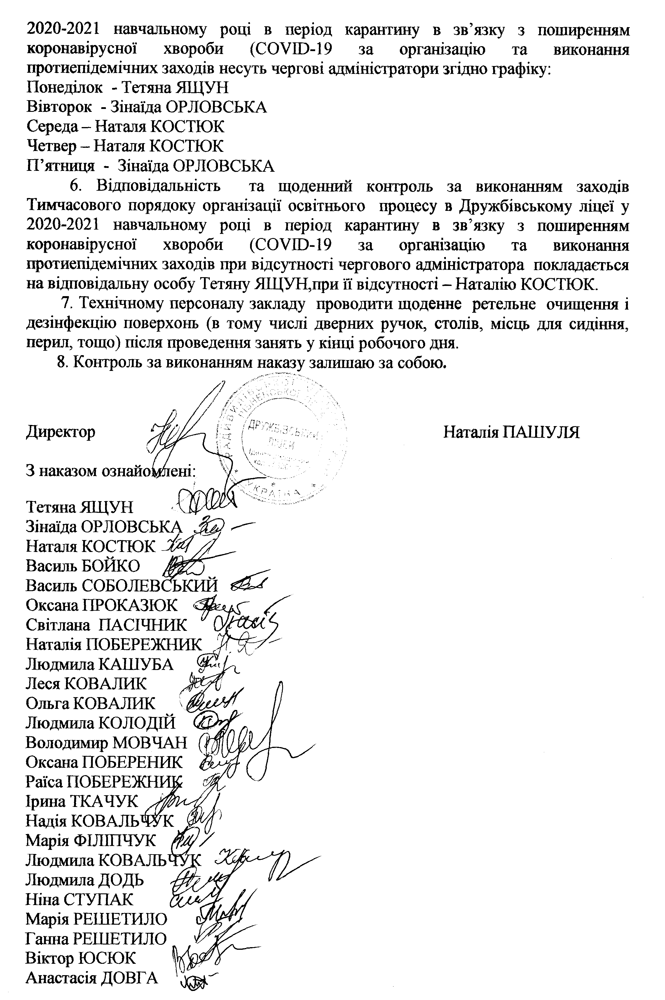 2020-2021 навчальному році в період карантину в зв’язку з поширенням
коронавірусної хвороби (COVID-19 за організацію та виконання
протиепідемічних заходів несуть чергові адміністратори згідно графіку:
Понеділок - Тетяна ЯЩУН
Вівторок - Зінаїда ОРЛОВСЬКА
Середа – Наталя КОСТЮК
Четвер – Наталя КОСТЮК
П’ятниця - Зінаїда ОРЛОВСЬКА
6. Відповідальність та щоденний контроль за виконанням заходів
Тимчасового порядоку організації освітнього процесу в Дружбівському ліцеї у
2020-2021 навчальному році в період карантину в зв’язку з поширенням
коронавірусної хвороби (COVID-19 за організацію та виконання
протиепідемічних заходів при відсутності чергового адміністратора покладається
на відповідальну особу Тетяну ЯЩУН,при її відсутності – Наталію КОСТЮК.
7. Технічному персоналу закладу проводити щоденне ретельне очищення і
дезінфекцію поверхонь (в тому числі дверних ручок, столів, місць для сидіння,
перил, тощо) після проведення занять у кінці робочого дня.
8. Контроль за виконанням наказу залишаю за собою.
РАДИВИЛІВСЬКОЇ
РІВНЕНСЬКОЇ
ДРУЖБІВСЬКИЙ
ЛІЦЕЙ
* УКРАЇНА *
Директор Наталія ПАШУЛЯ
З наказом ознайомлені:
Тетяна ЯЩУН
Зінаїда ОРЛОВСЬКА
Наталя КОСТЮК
Василь БОЙКО
Василь СОБОЛЕВСЬКИЙ
Оксана ПРОКАЗЮК
Світлана ПАСІЧНИК
Наталія ПОБЕРЕЖНИК
Людмила КАШУБА
Леся КОВАЛИК
Ольга КОВАЛИК
Людмила КОЛОДІЙ
Володимир МОВЧАН
Оксана ПОБЕРЕНИК
Раїса ПОБЕРЕЖНИК
Ірина ТКАЧУК
Надія КОВАЛЬЧУК
Марія ФІЛІПЧУК
Людмила КОВАЛЬЧУК
Людмила ДОДЬ
Ніна СТУПАК
Марія РЕШЕТИЛО
Ганна РЕШЕТИЛО
Віктор ЮСЮК
Анастасія ДОВГА